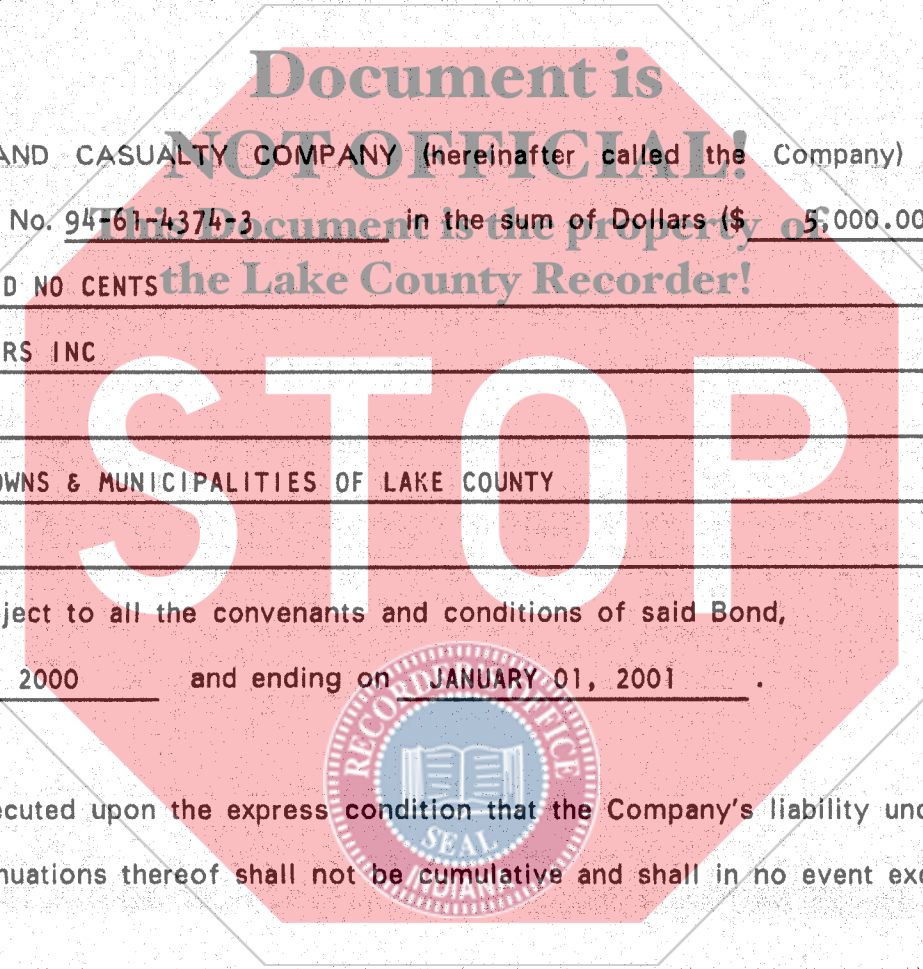 Document is
NOT OFFICIAL!
AND CASUALTY COMPANY (hereinafter called the Company)
This Document is the property of
No. 94-61-4374-3 in the sum of Dollars ($ 5,000.00
the Lake County Recorder!
D NO CENTS
RS INC
STOP
OWNS & MUNICIPALITIES OF LAKE COUNTY
ject to all the convenants and conditions of said Bond,
2000 and ending on JANUARY 01, 2001 .
RECORDER'S OFFICE
ecuted upon the express condition that the Company's liability und
SEAL
INDIANA
nuations thereof shall not be cumulative and shall in no event exc